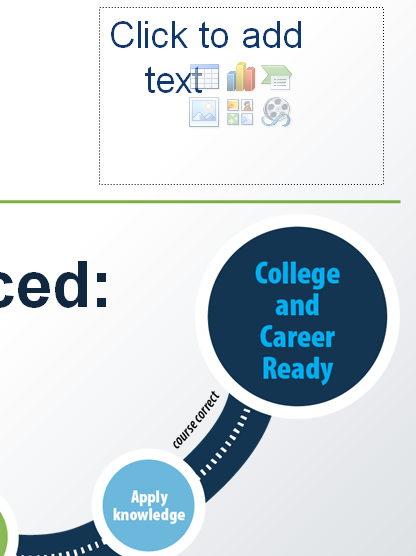 Click to add
text
ced:
College
and
Career
Ready
course correct
Apply
knowledge